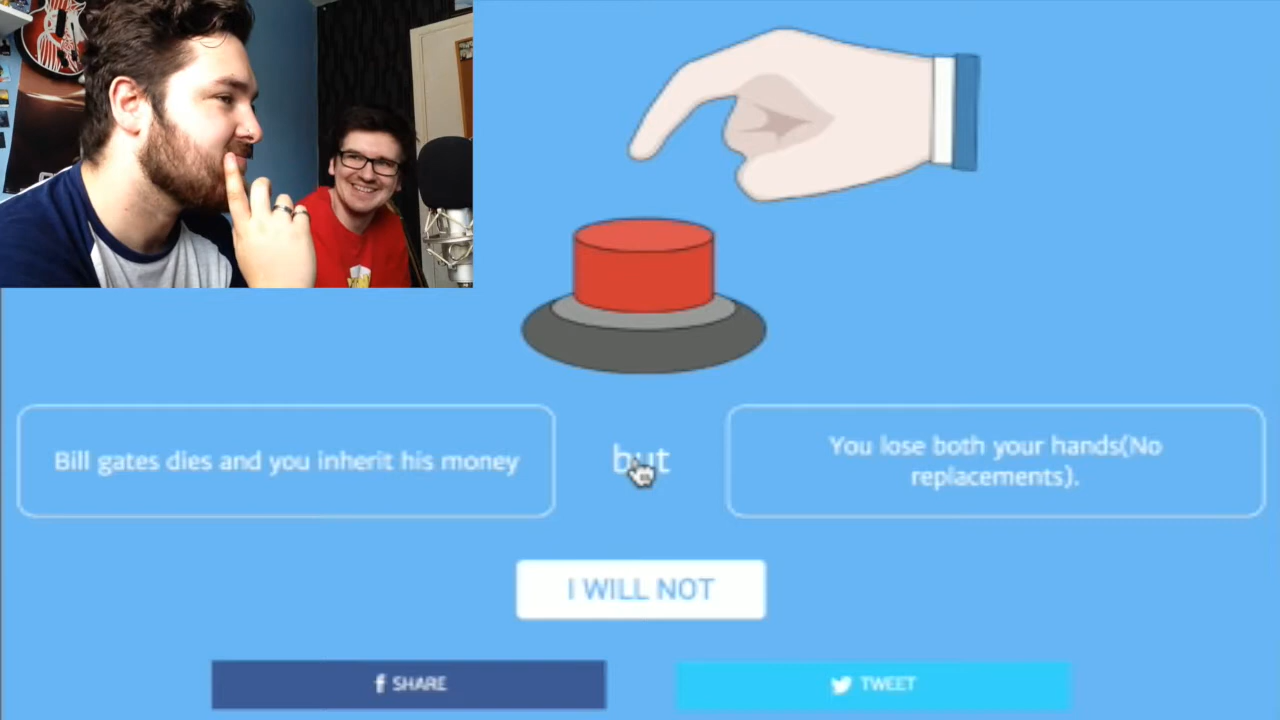 Bill gates dies and you inherit his money
but
You lose both your hands(No
replacements).
I WILL NOT
f SHARE
TWEET